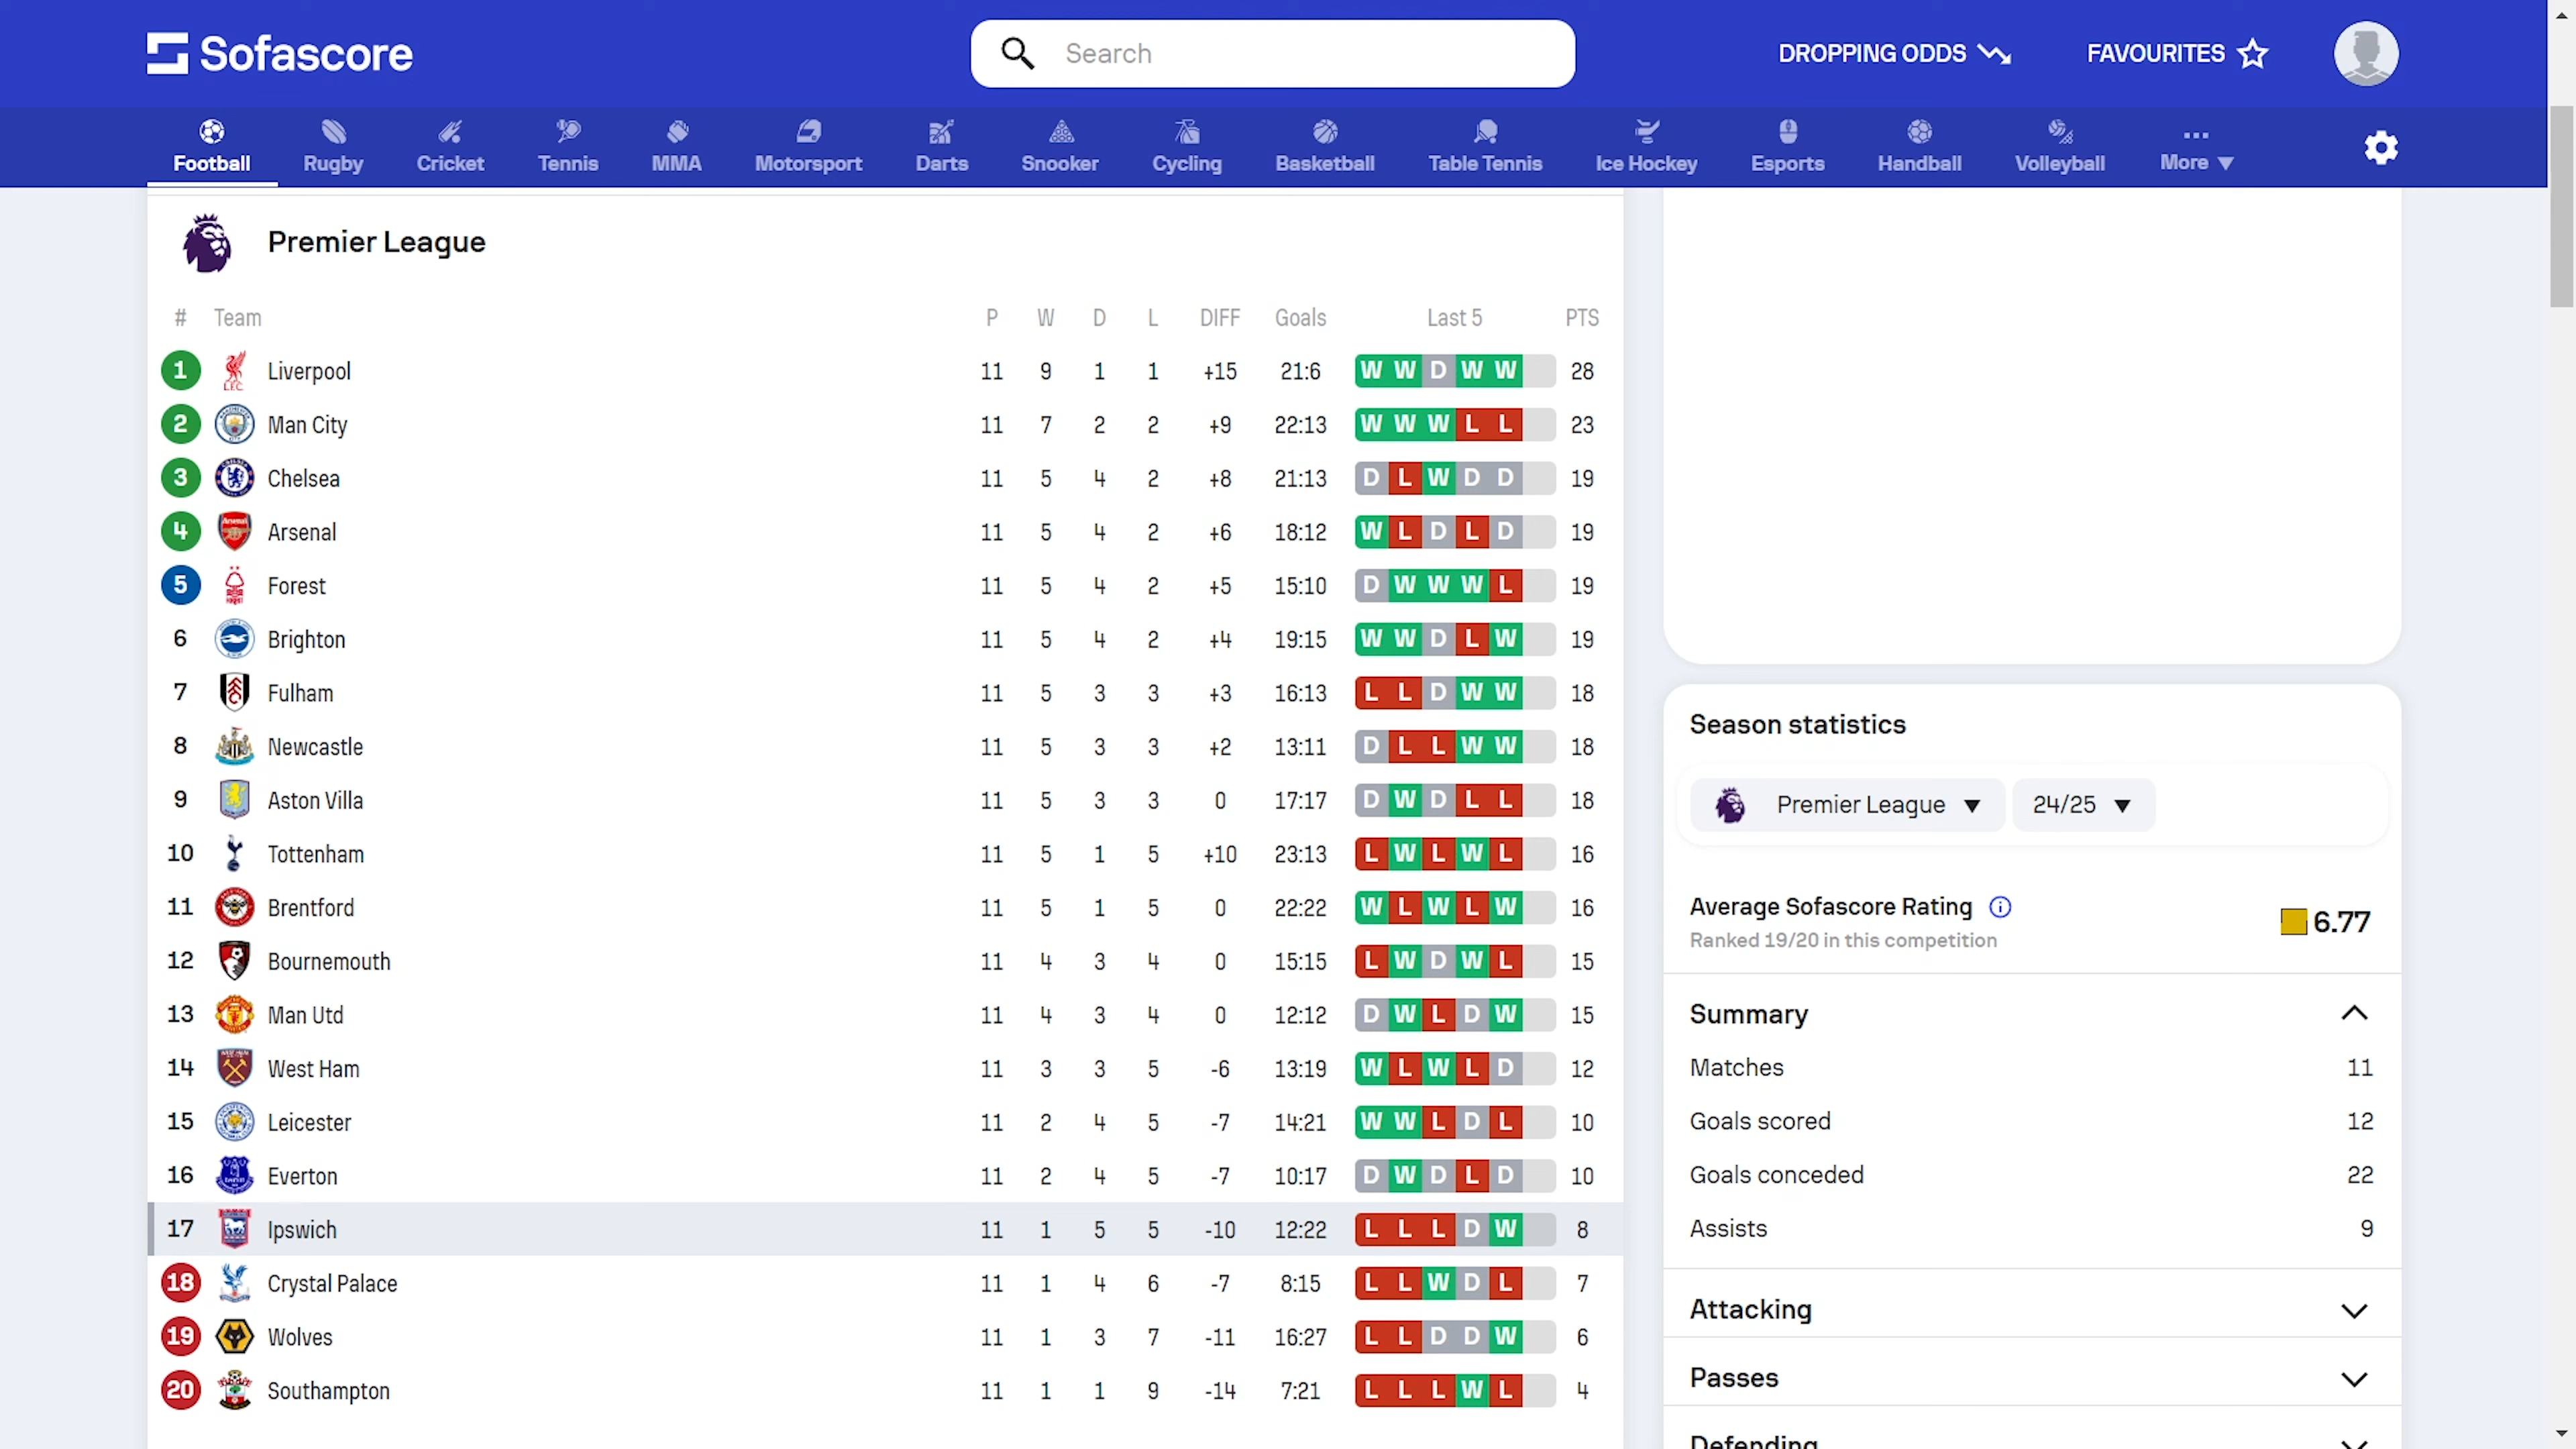 Sofascore
Search
DROPPING ODDS
FAVOURITES
Football Rugby Cricket Tennis MMA Motorsport Darts Snooker Cycling Basketball Table Tennis Ice Hockey Esports Handball Volleyball More
Premier League
# Team P W D L DIFF Goals Last 5 PTS
1 Liverpool 11 9 1 1 +15 21:6 W W D W W 28
2 Man City 11 7 2 2 +9 22:13 W W W L L 23
3 Chelsea 11 5 4 2 +8 21:13 D L W D D 19
4 Arsenal 11 5 4 2 +6 18:12 W L D L D 19
5 Forest 11 5 4 2 +5 15:10 D W W W L 19
6 Brighton 11 5 4 2 +4 19:15 W W D L W 19
7 Fulham 11 5 3 3 +3 16:13 L L D W W 18
8 Newcastle 11 5 3 3 +2 13:11 D L L W W 18
9 Aston Villa 11 5 3 3 0 17:17 D W D L L 18
10 Tottenham 11 5 1 5 +10 23:13 L W L W L 16
11 Brentford 11 5 1 5 0 22:22 W L W L W 16
12 Bournemouth 11 4 3 4 0 15:15 L W D W L 15
13 Man Utd 11 4 3 4 0 12:12 D W L D W 15
14 West Ham 11 3 3 5 -6 13:19 W L W L D 12
15 Leicester 11 2 4 5 -7 14:21 W W L D L 10
16 Everton 11 2 4 5 -7 10:17 D W D L D 10
17 Ipswich 11 1 5 5 -10 12:22 L L L D W 8
18 Crystal Palace 11 1 4 6 -7 8:15 L L W D L 7
19 Wolves 11 1 3 7 -11 16:27 L L D D W 6
20 Southampton 11 1 1 9 -14 7:21 L L L W L 4
Season statistics
Premier League 24/25
Average Sofascore Rating 6.77
Ranked 19/20 in this competition
Summary
Matches 11
Goals scored 12
Goals conceded 22
Assists 9
Attacking
Passes
Defending